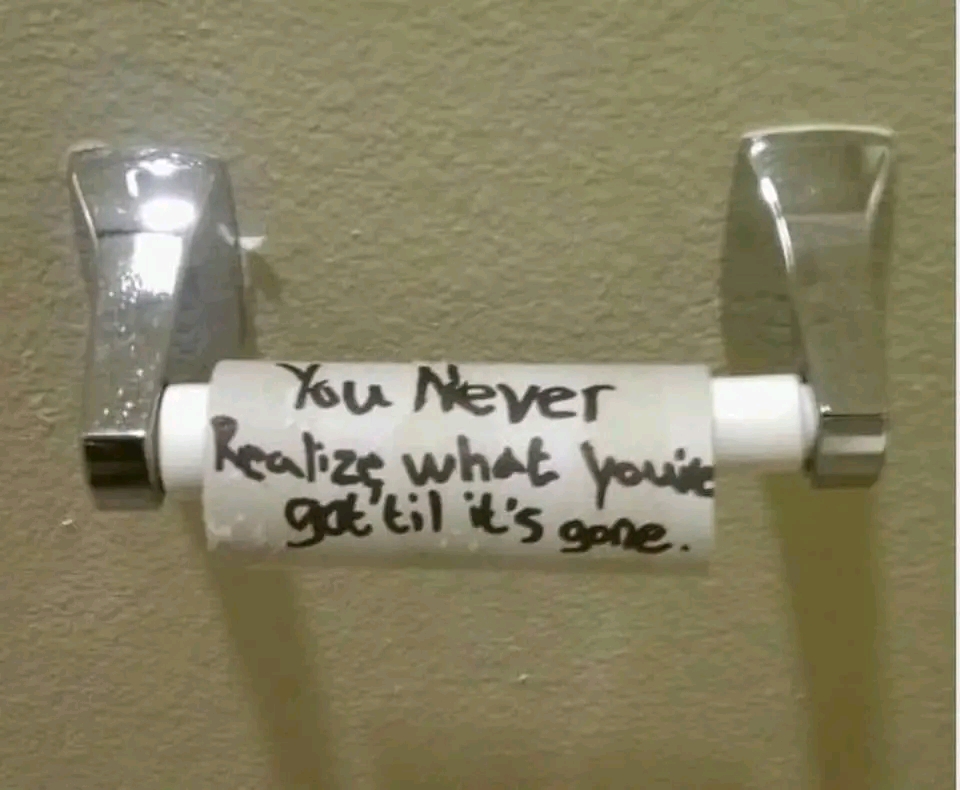 You Never
Realize what you've
got 'til it's gone.